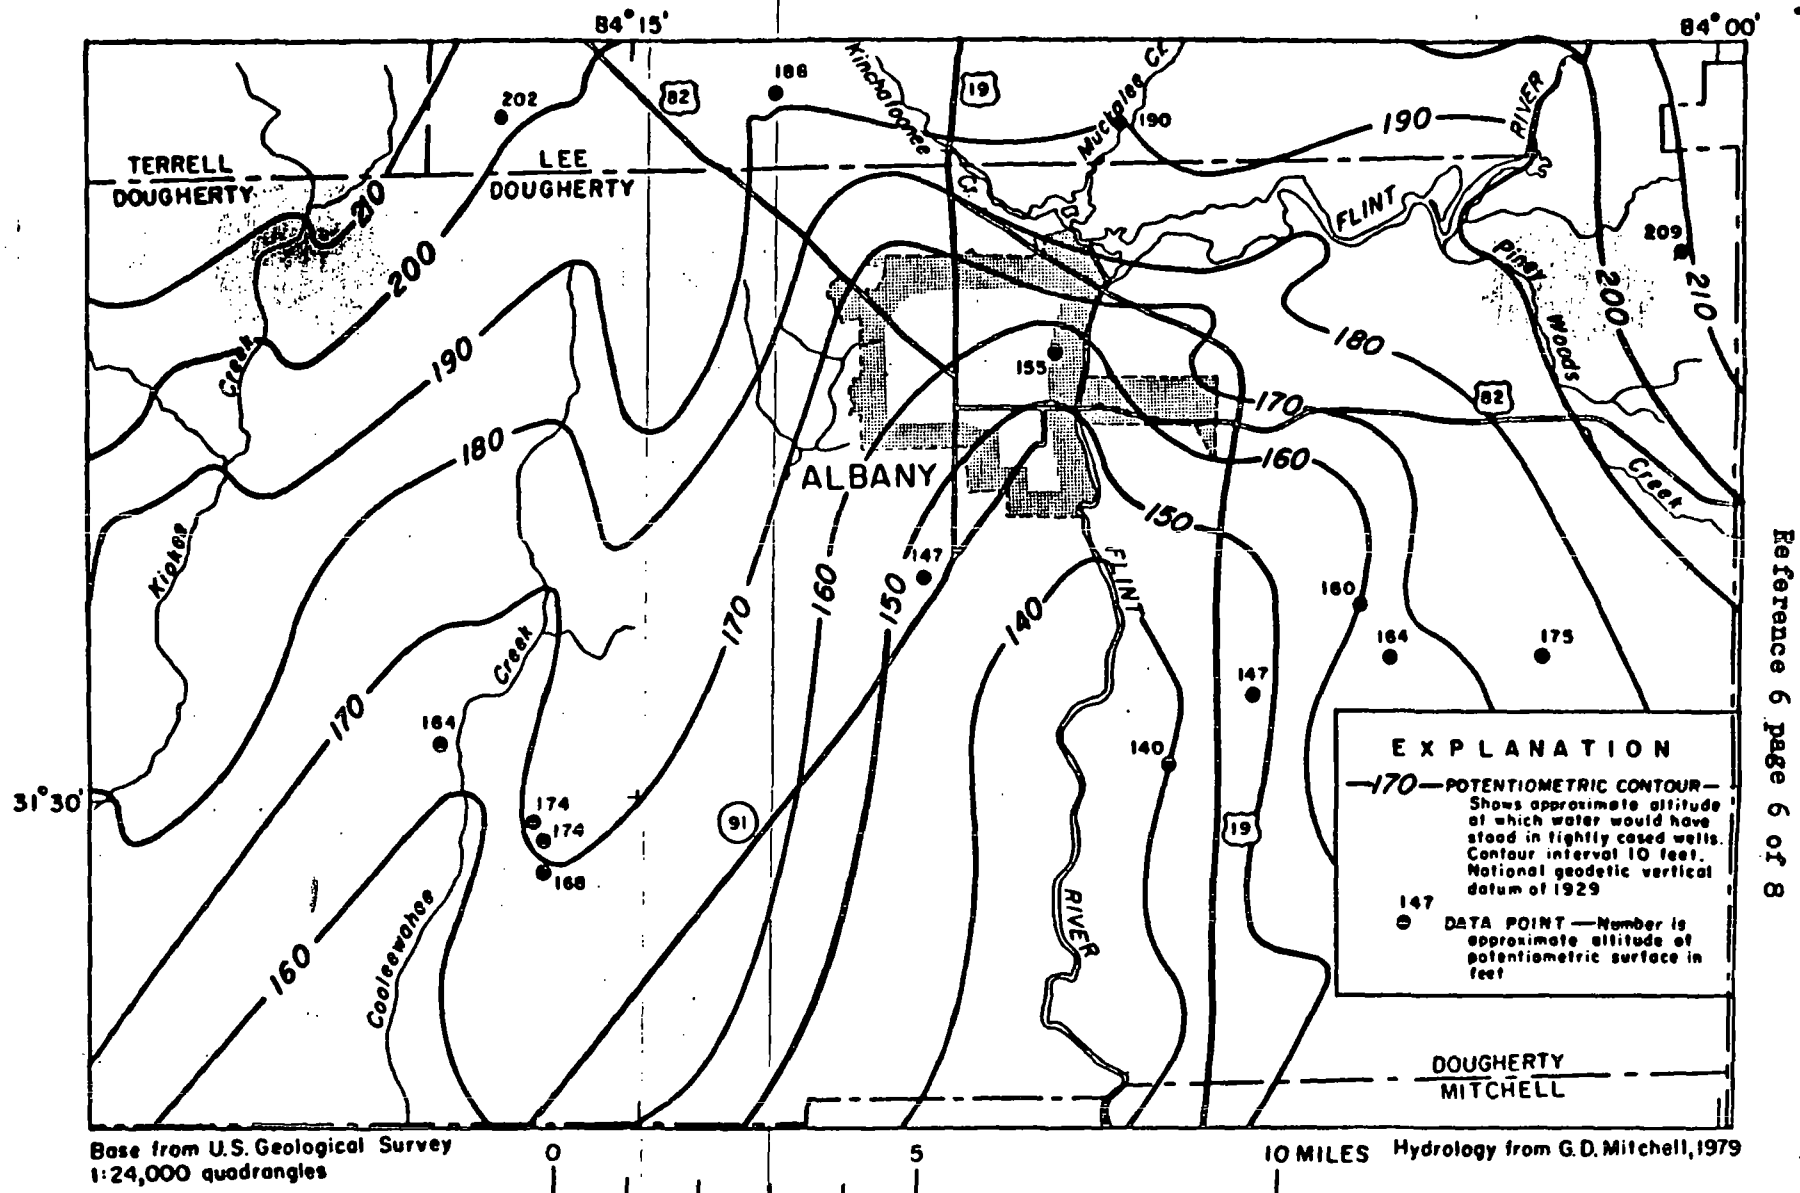 84°15'
84°00'
186
202
82
19
Kinchafoonee
Cr.
Muckalee Cr.
190
190
RIVER
TERRELL
DOUGHERTY
LEE
DOUGHERTY
210
200
FLINT
209
Piney
Woods
Creek
200
210
190
180
155
82
170
180
160
ALBANY
Creek
Kiokee
150
147
FLINT
160
150
140
170
160
164
175
147
Creek
170
164
140
EXPLANATION
—170—POTENTIOMETRIC CONTOUR—
Shows approximate altitude
at which water would have
stood in tightly cased wells.
Contour interval 10 feet.
National geodetic vertical
datum of 1929
147
DATA POINT —Number is
approximate altitude of
potentiometric surface in
feet
31°30'
174
174
168
91
19
RIVER
160
Cooleewahee
DOUGHERTY
MITCHELL
Base from U.S. Geological Survey
1:24,000 quadrangles
0 5 10 MILES
Hydrology from G.D. Mitchell, 1979
Reference 6 page 6 of 8